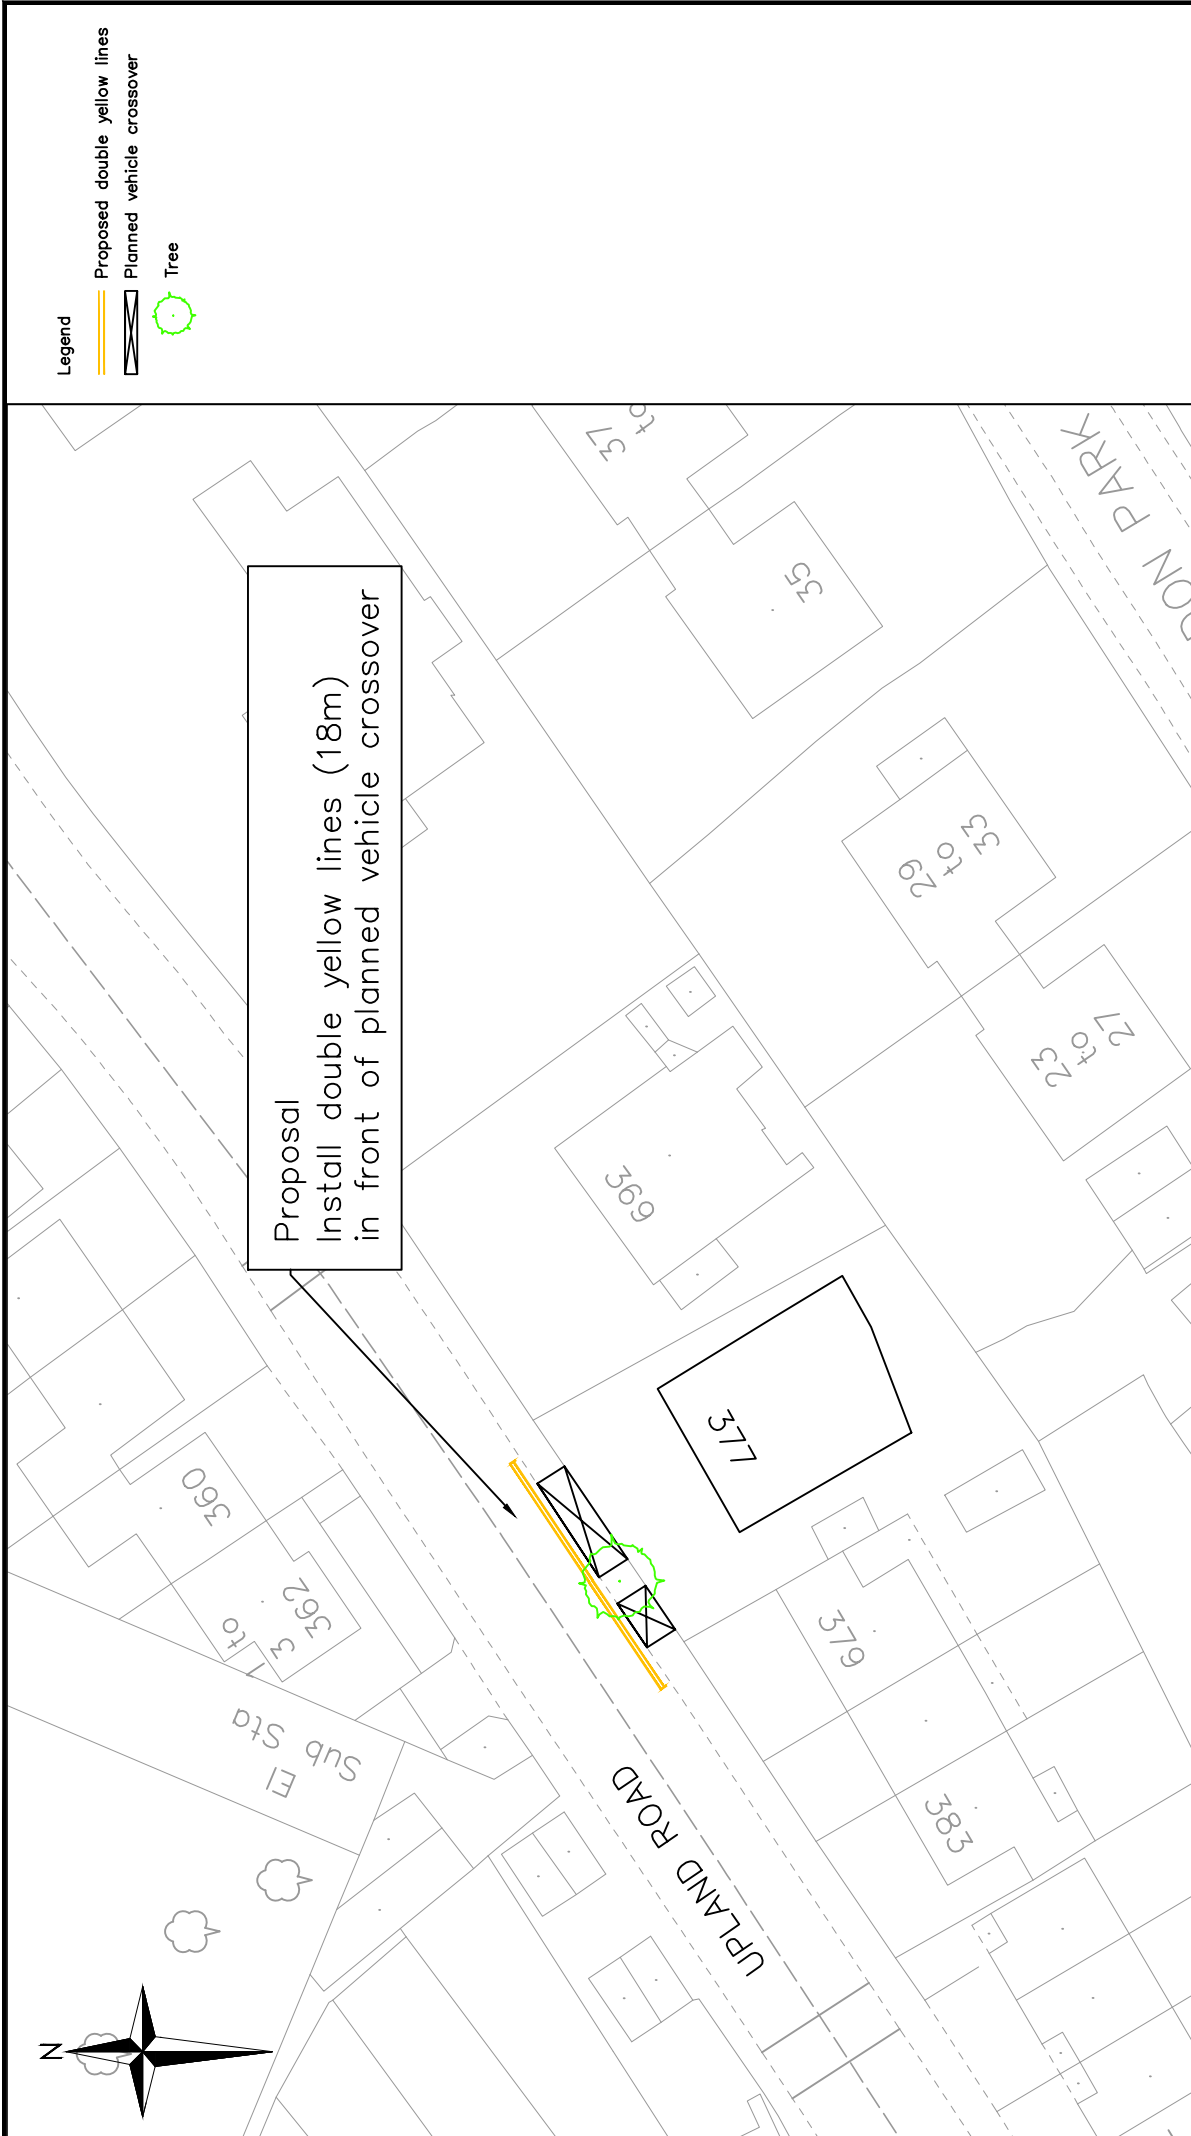 Legend
Proposed double yellow lines
Planned vehicle crossover
Tree
Proposal
Install double yellow lines (18m)
in front of planned vehicle crossover
N
UPLAND ROAD
377
369
379
383
360
1 to 3
362
El
Sub Sta
37
to
35
29
to
33
23
to
27
PARK